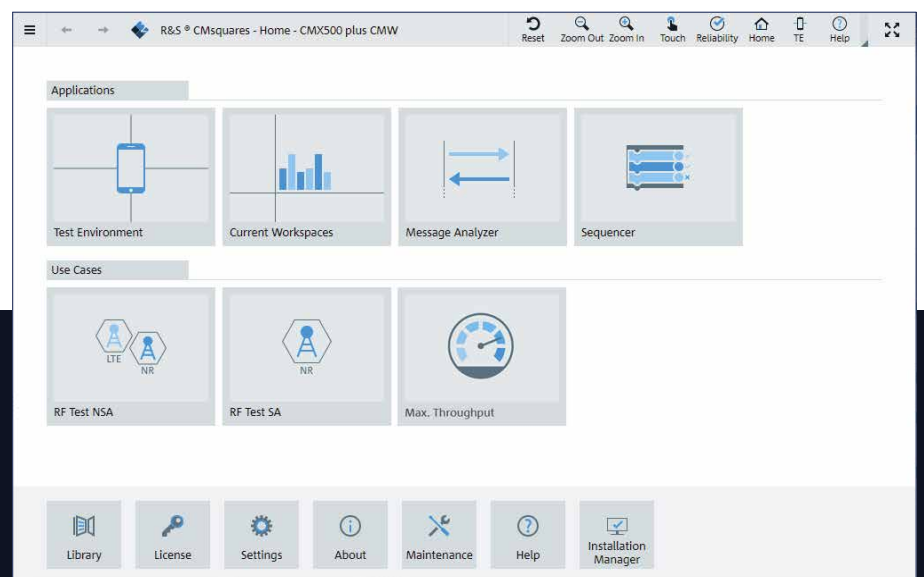 R&S ® CMsquares - Home - CMX500 plus CMW
Reset Zoom Out Zoom In Touch Reliability Home TE Help
Applications
Test Environment
Current Workspaces
Message Analyzer
Sequencer
Use Cases
LTE
NR
NR
RF Test NSA
RF Test SA
Max. Throughput
Library
License
Settings
About
Maintenance
Help
Installation
Manager